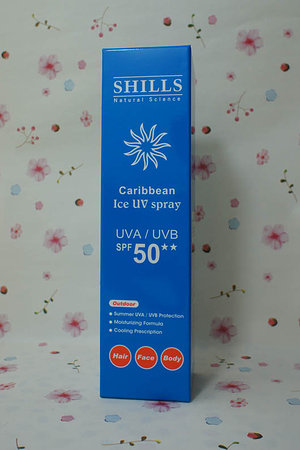 SHILLS
Natural Science
Caribbean
Ice UV spray
UVA / UVB
SPF 50**
Outdoor
Summer UVA / UVB Protection
Moisturizing Formula
Cooling Prescription
Hair Face Body